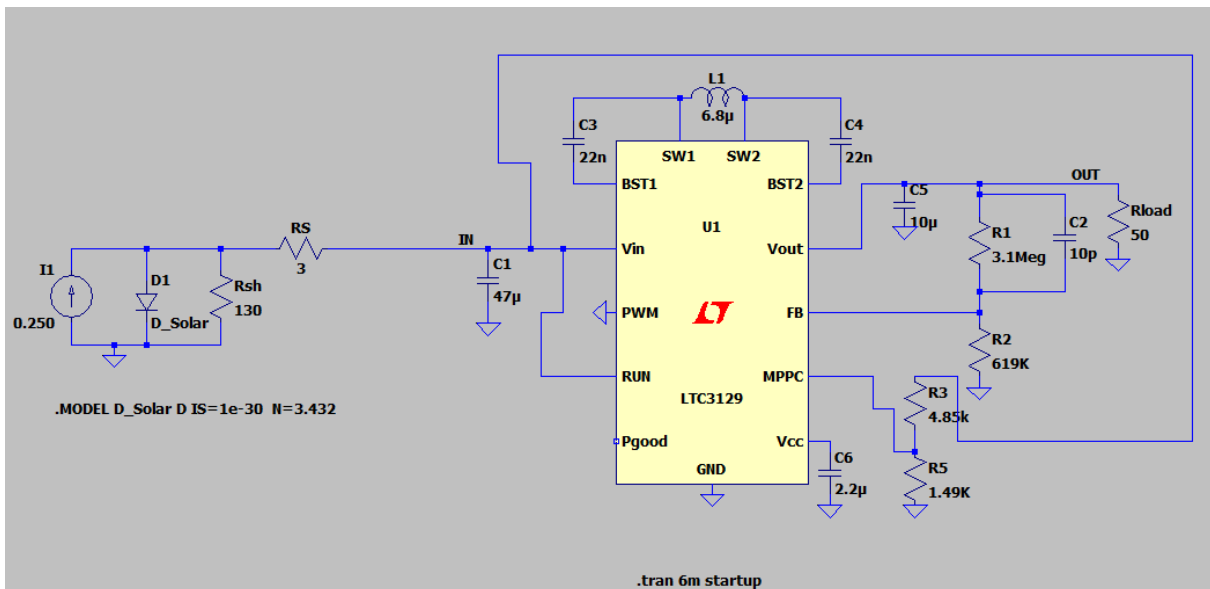 L1
6.8µ
C3
22n
C4
22n
SW1
SW2
BST1
BST2
OUT
C5
10µ
Rload
50
U1
R1
3.1Meg
C2
10p
RS
3
IN
Vin
Vout
I1
0.250
D1
D_Solar
Rsh
130
C1
47µ
PWM
FB
R2
619K
RUN
MPPC
R3
4.85k
.MODEL D_Solar D IS=1e-30 N=3.432
LTC3129
Pgood
Vcc
GND
C6
2.2µ
R5
1.49K
.tran 6m startup